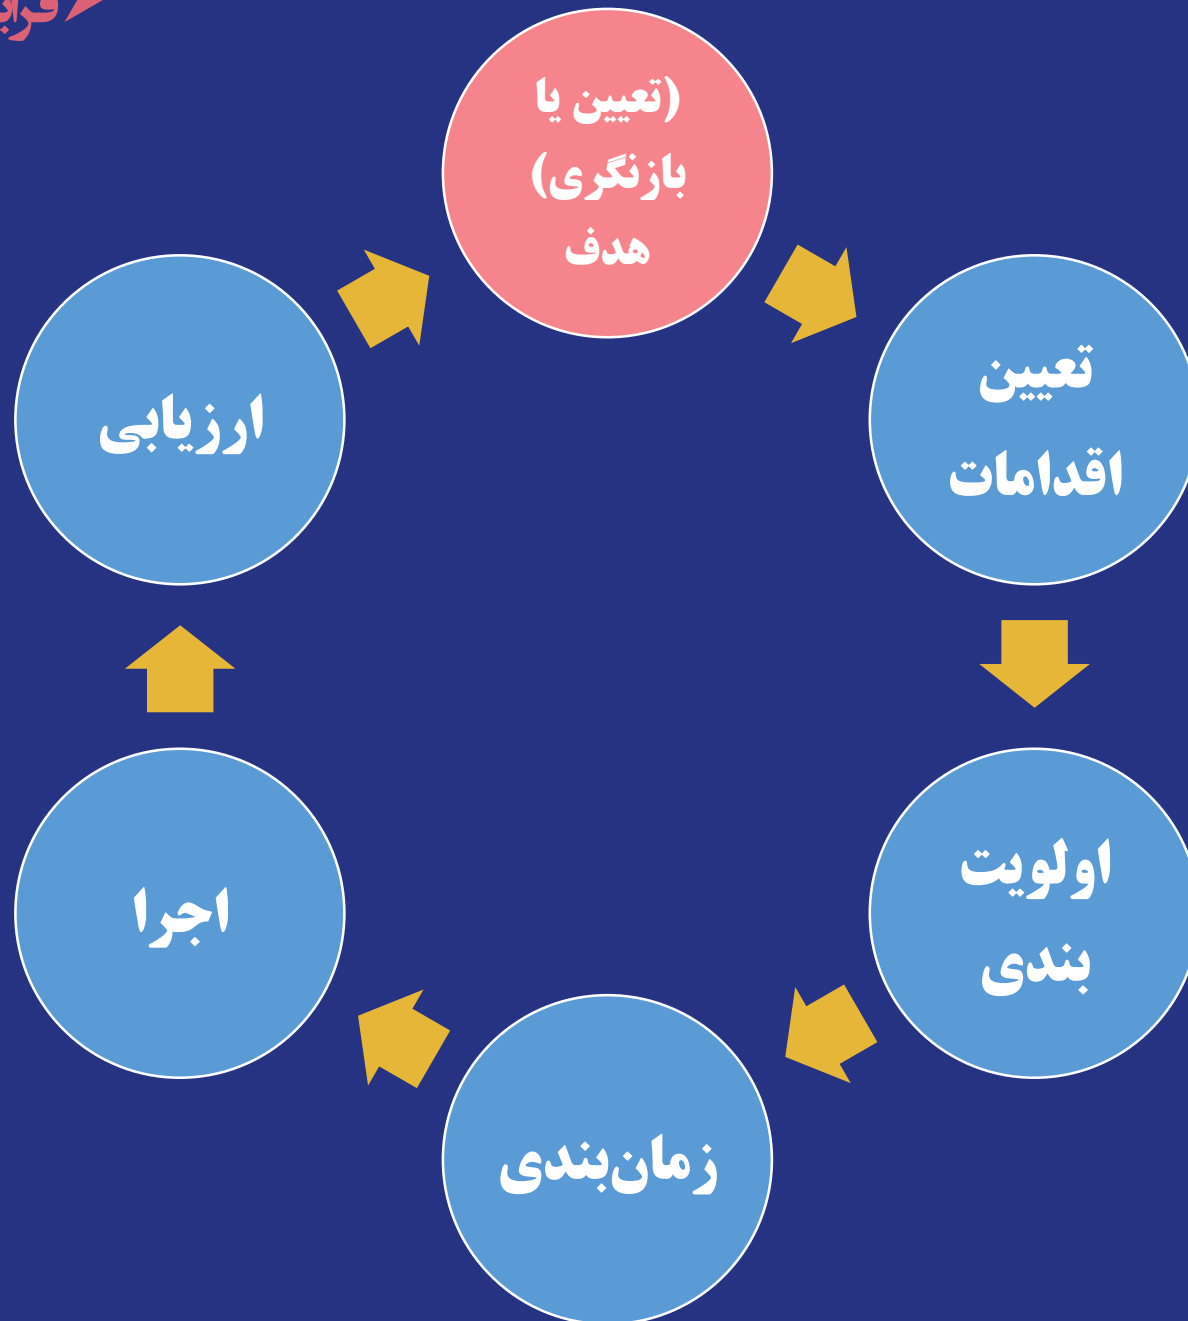 (تعیین یا
بازنگری)
هدف
تعیین
اقدامات
اولویت
بندی
زمان‌بندی
اجرا
ارزیابی